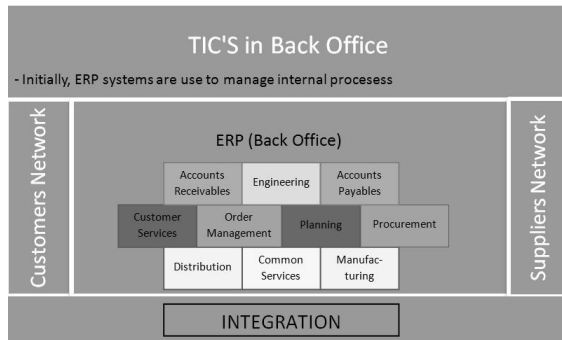 TIC'S in Back Office
- Initially, ERP systems are use to manage internal procesess
Customers Network
ERP (Back Office)
Accounts
Receivables
Engineering
Accounts
Payables
Customer
Services
Order
Management
Planning
Procurement
Distribution
Common
Services
Manufac-
turing
Suppliers Network
INTEGRATION